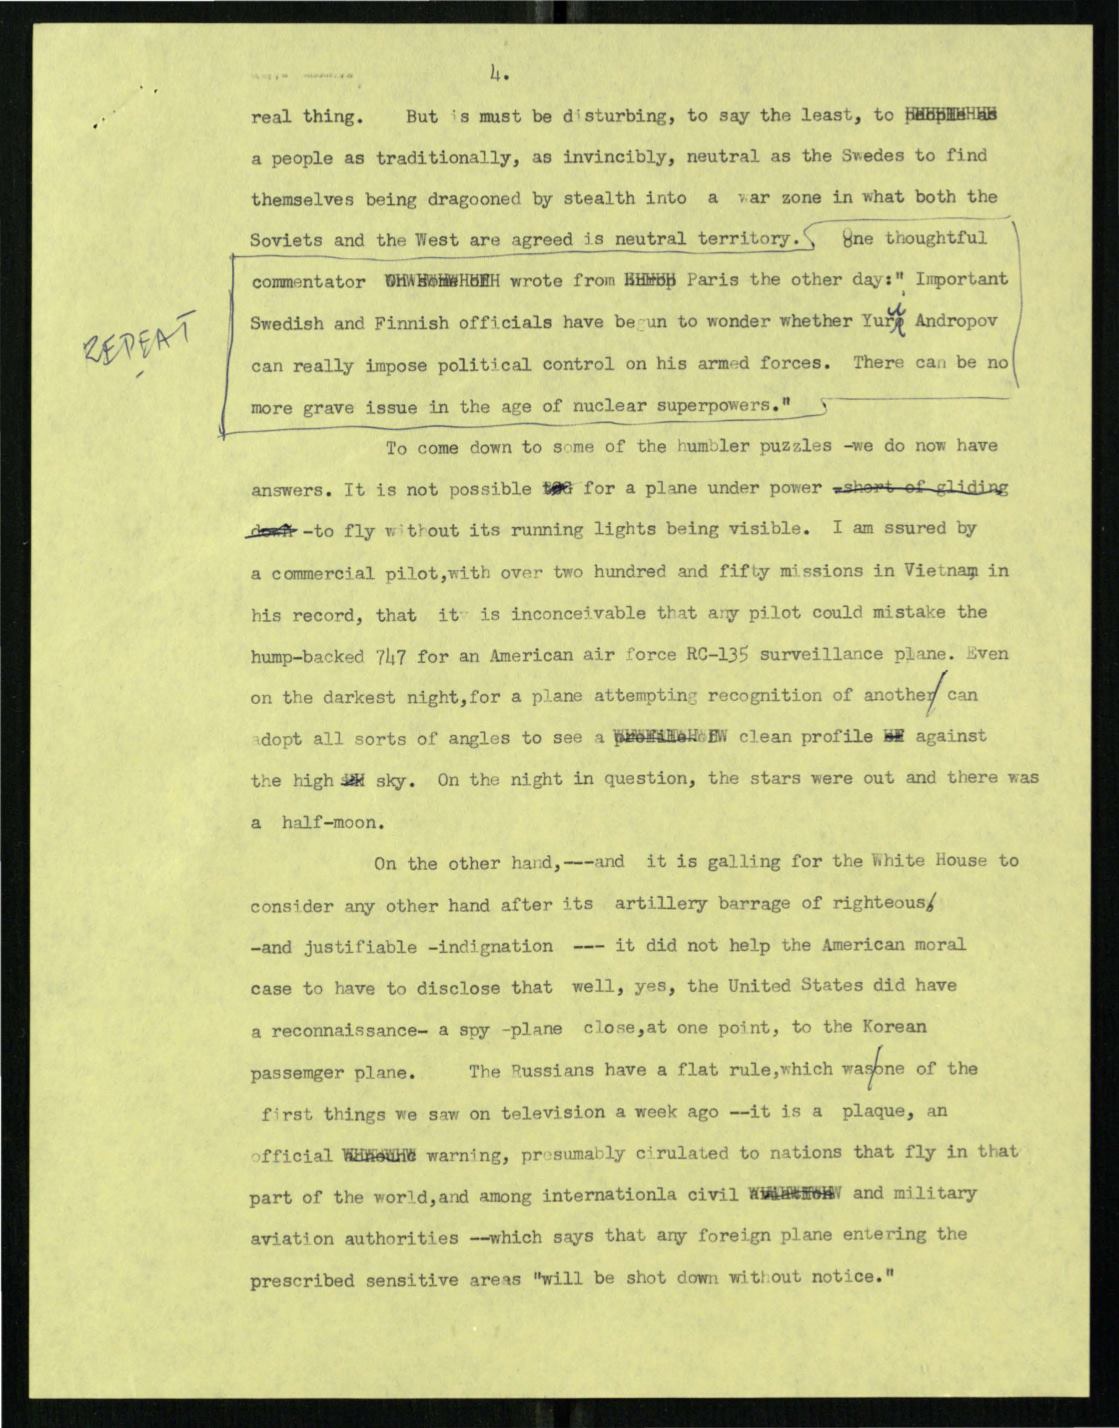 4.
real thing. But is must be disturbing, to say the least, to people as
a people as traditionally, as invincibly, neutral as the Swedes to find
themselves being dragooned by stealth into a war zone in what both the
Soviets and the West are agreed is neutral territory. One thoughtful
commentator wrote from Paris the other day:" Important
Swedish and Finnish officials have begun to wonder whether Yuri Andropov
REPEAT
can really impose political control on his armed forces. There can be no
more grave issue in the age of nuclear superpowers."
To come down to some of the humbler puzzles -we do now have
answers. It is not possible for a plane under power -short of gliding
down -to fly without its running lights being visible. I am ssured by
a commercial pilot,with over two hundred and fifty missions in Vietnam in
his record, that it is inconceivable that any pilot could mistake the
hump-backed 747 for an American air force RC-135 surveillance plane. Even
on the darkest night,for a plane attempting recognition of another/ can
adopt all sorts of angles to see a profile of clean profile against
the high sky. On the night in question, the stars were out and there was
a half-moon.
On the other hand,---and it is galling for the White House to
consider any other hand after its artillery barrage of righteous
-and justifiable -indignation --- it did not help the American moral
case to have to disclose that well, yes, the United States did have
a reconnaissance- a spy -plane close,at one point, to the Korean
passemger plane. The Russians have a flat rule,which was/one of the
first things we saw on television a week ago --it is a plaque, an
official warning, presumably cirulated to nations that fly in that
part of the world,and among internationla civil aviation and military
aviation authorities --which says that any foreign plane entering the
prescribed sensitive areas "will be shot down without notice."